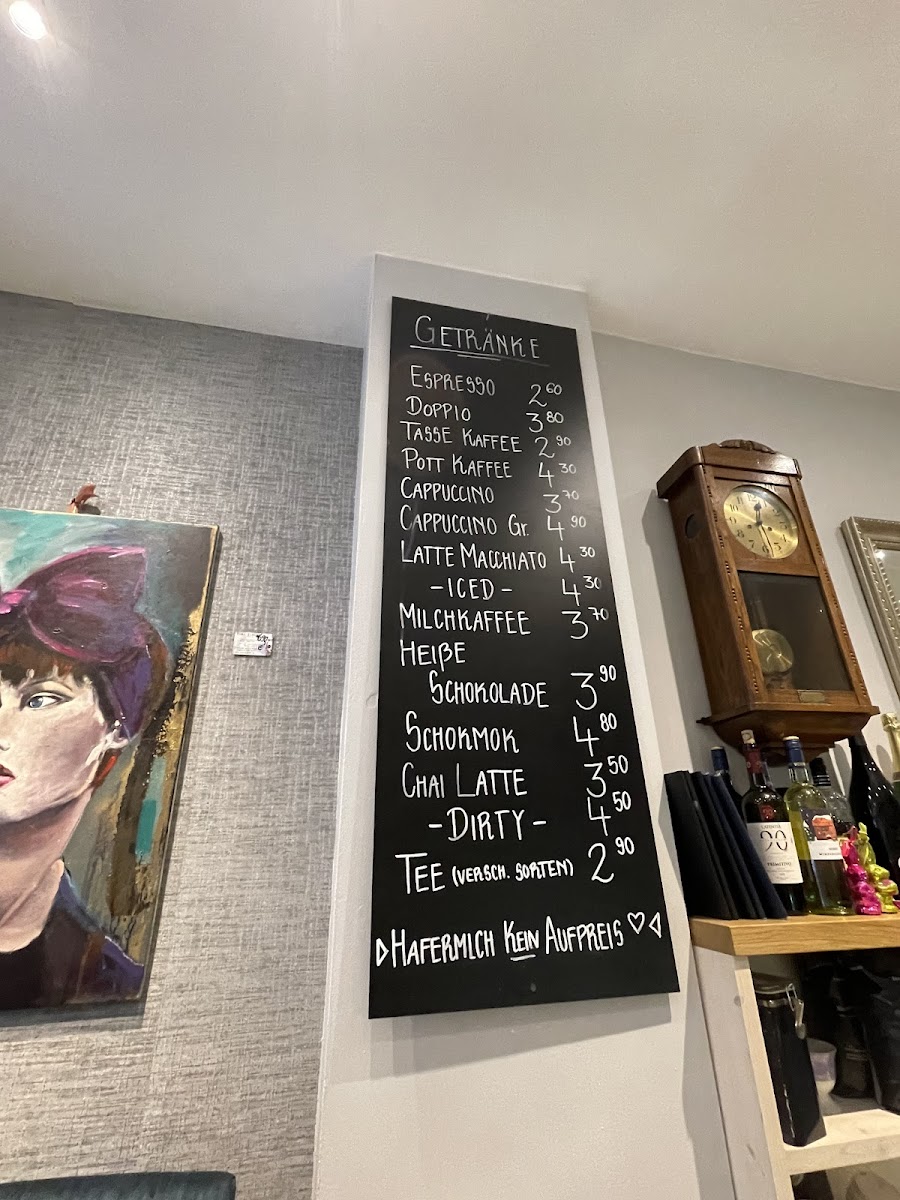 GETRÄNKE
ESPRESSO 2 60
DOPPIO 3 80
TASSE KAFFEE 2 90
POTT KAFFEE 4 30
CAPPUCCINO 3 70
CAPPUCCINO GR. 4 90
LATTE MACCHIATO 4 30
-ICED- 4 30
MILCHKAFFEE 3 70
HEIßE
SCHOKOLADE 3 90
SCHOKMOK 4 80
CHAI LATTE 3 50
-DIRTY- 4 50
TEE (VERSCH. SORTEN) 2 90
HAFERMILCH KEIN AUFPREIS
90
PRIMITIVO